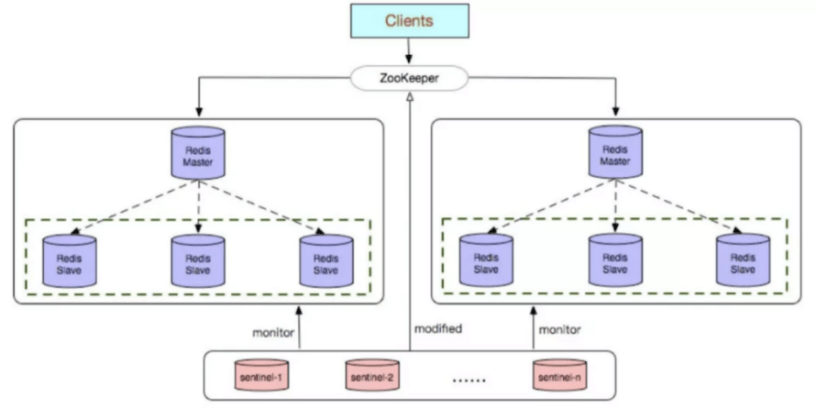 Clients
ZooKeeper
Redis
Master
Redis
Master
Redis
Slave
Redis
Slave
Redis
Slave
Redis
Slave
Redis
Slave
Redis
Slave
monitor
modified
monitor
sentinel-1
sentinel-2
......
sentinel-n